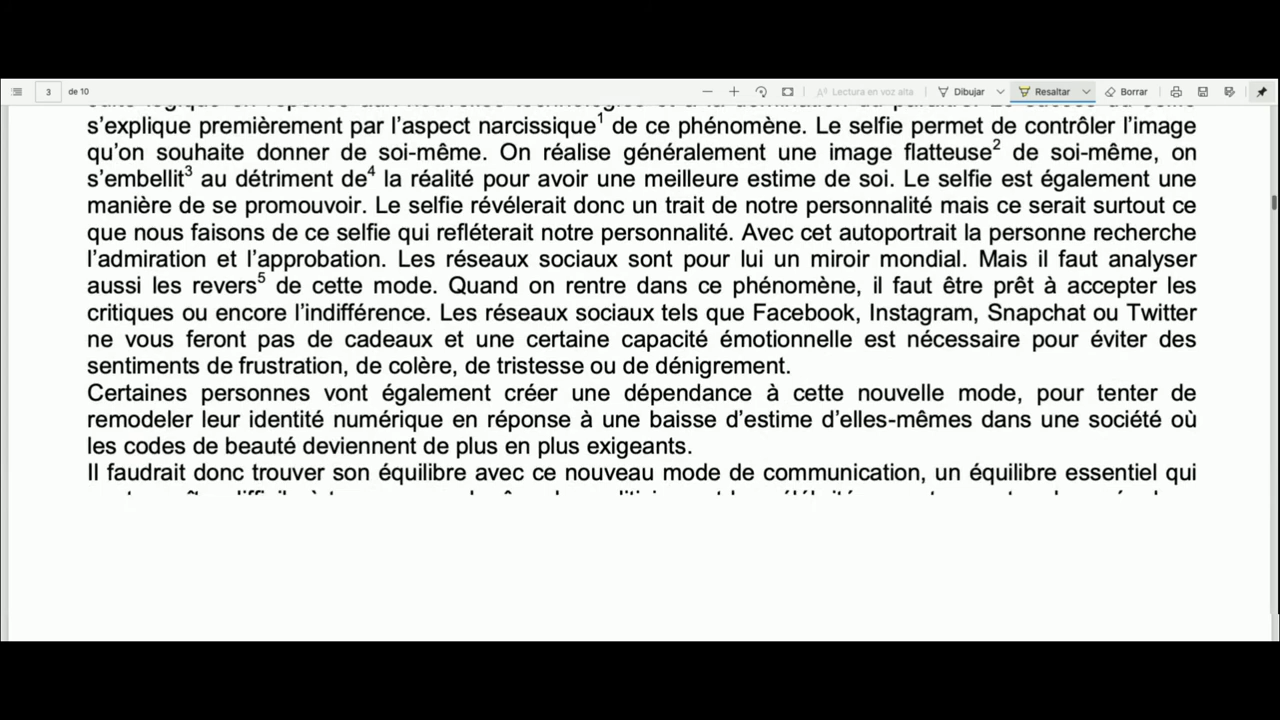 3 de 10 Lectura en voz alta Dibujar Resaltar Borrar
s’explique premièrement par l’aspect narcissique1 de ce phénomène. Le selfie permet de contrôler l’image
qu’on souhaite donner de soi-même. On réalise généralement une image flatteuse2 de soi-même, on
s’embellit3 au détriment de4 la réalité pour avoir une meilleure estime de soi. Le selfie est également une
manière de se promouvoir. Le selfie révélerait donc un trait de notre personnalité mais ce serait surtout ce
que nous faisons de ce selfie qui refléterait notre personnalité. Avec cet autoportrait la personne recherche
l’admiration et l’approbation. Les réseaux sociaux sont pour lui un miroir mondial. Mais il faut analyser
aussi les revers5 de cette mode. Quand on rentre dans ce phénomène, il faut être prêt à accepter les
critiques ou encore l’indifférence. Les réseaux sociaux tels que Facebook, Instagram, Snapchat ou Twitter
ne vous feront pas de cadeaux et une certaine capacité émotionnelle est nécessaire pour éviter des
sentiments de frustration, de colère, de tristesse ou de dénigrement.
Certaines personnes vont également créer une dépendance à cette nouvelle mode, pour tenter de
remodeler leur identité numérique en réponse à une baisse d’estime d’elles-mêmes dans une société où
les codes de beauté deviennent de plus en plus exigeants.
Il faudrait donc trouver son équilibre avec ce nouveau mode de communication, un équilibre essentiel qui